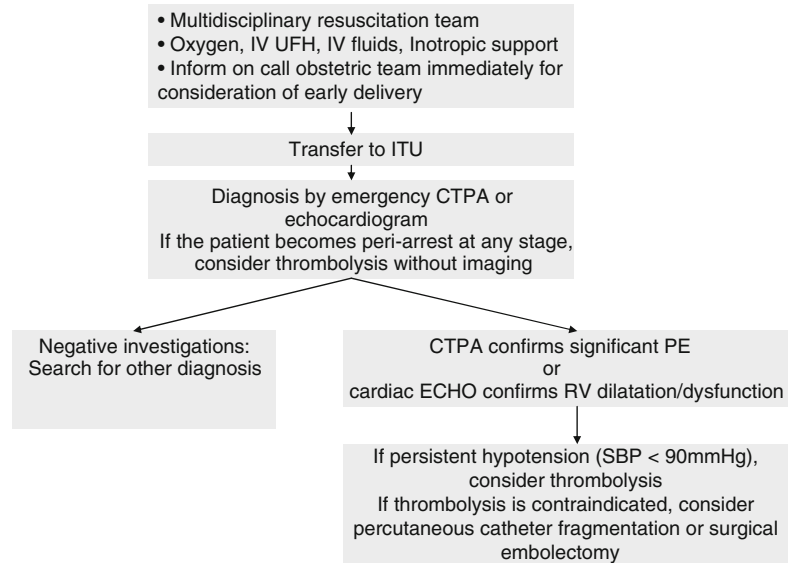 • Multidisciplinary resuscitation team
• Oxygen, IV UFH, IV fluids, Inotropic support
• Inform on call obstetric team immediately for
consideration of early delivery
Transfer to ITU
Diagnosis by emergency CTPA or
echocardiogram
If the patient becomes peri-arrest at any stage,
consider thrombolysis without imaging
Negative investigations:
Search for other diagnosis
CTPA confirms significant PE
or
cardiac ECHO confirms RV dilatation/dysfunction
If persistent hypotension (SBP < 90mmHg),
consider thrombolysis
If thrombolysis is contraindicated, consider
percutaneous catheter fragmentation or surgical
embolectomy